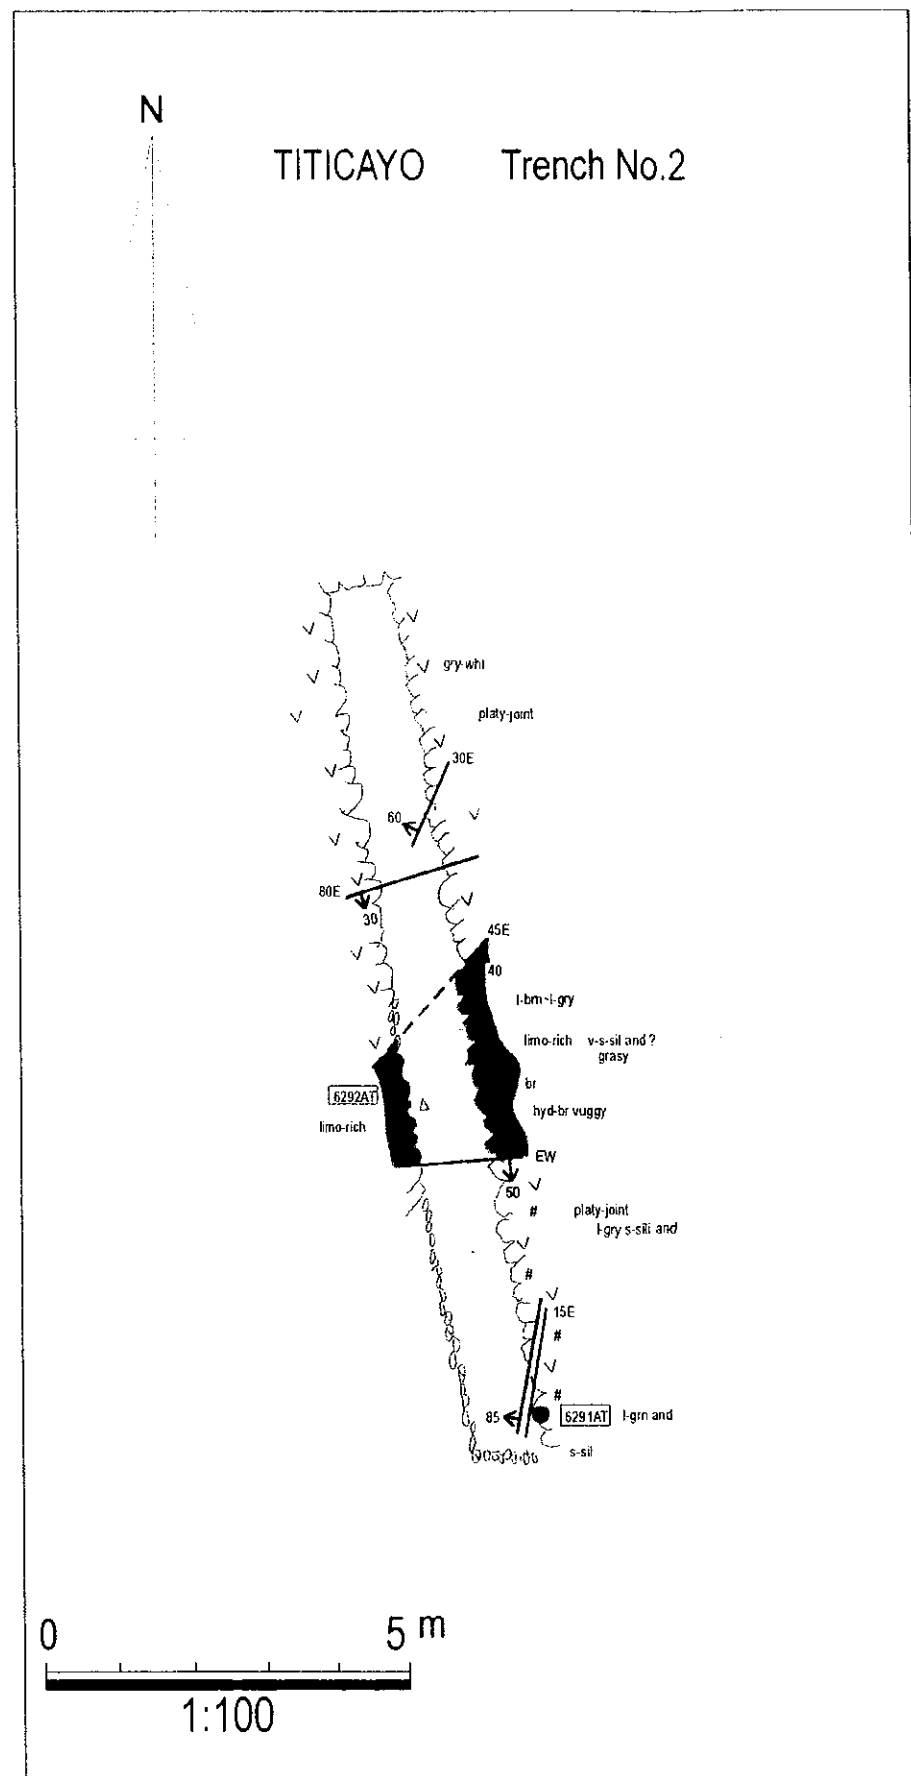 N
TITICAYO Trench No.2
gry-whi
platy-joint
30E
60
80E
30
45E
40
l-brn~l-gry
limo-rich v-s-sil and ?
grasy
br
6292AT
hyd-br vuggy
limo-rich
EW
50
# platy-joint
l-gry s-sili and
#
15E
#
#
85
6291AT l-grn and
s-sil
0 5 m
1:100